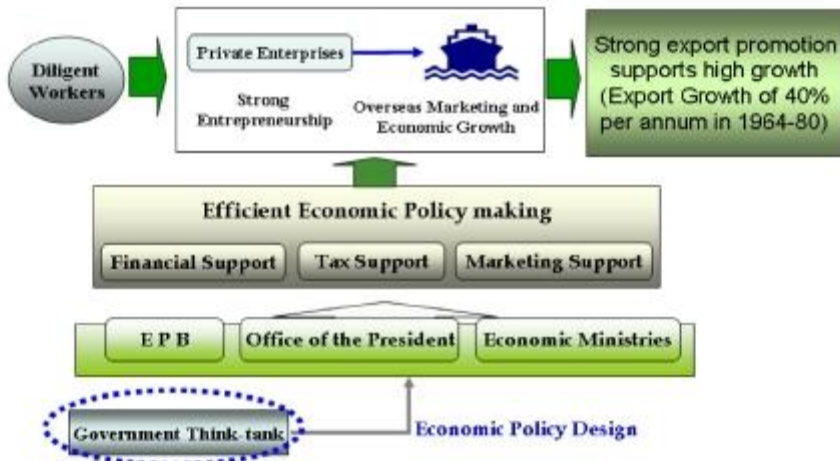 Diligent
Workers
Private Enterprises
Strong
Entrepreneurship
Overseas Marketing and
Economic Growth
Strong export promotion
supports high growth
(Export Growth of 40%
per annum in 1964-80)
Efficient Economic Policy making
Financial Support
Tax Support
Marketing Support
E P B
Office of the President
Economic Ministries
Government Think-tank
Economic Policy Design